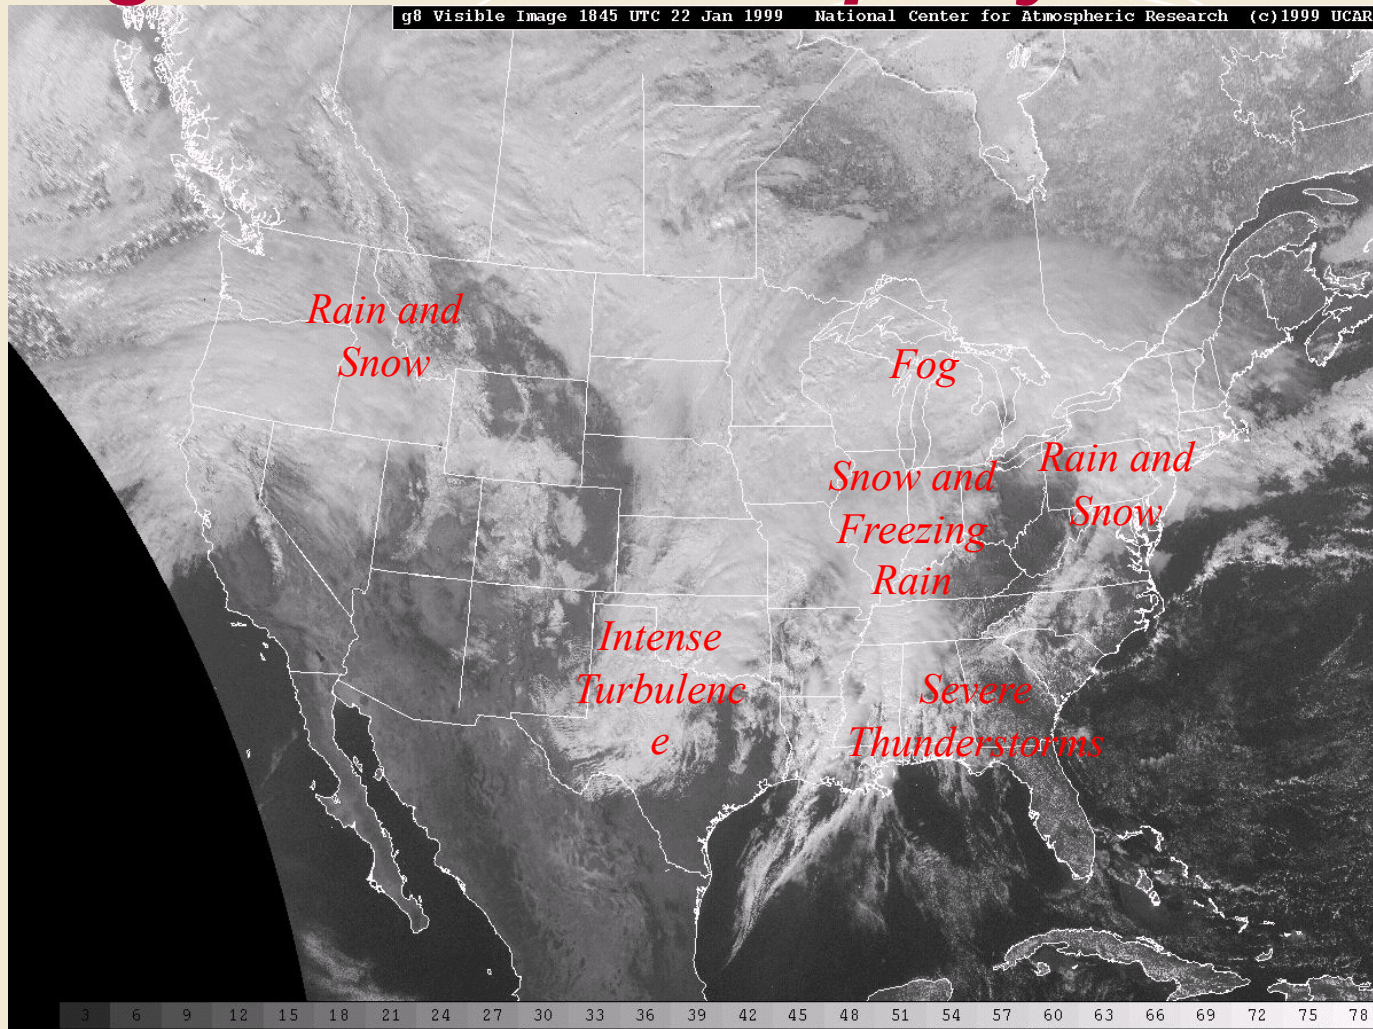 g8 Visible Image 1845 UTC 22 Jan 1999 National Center for Atmospheric Research (c)1999 UCAR
Rain and
Snow
Fog
Snow and
Freezing
Rain
Rain and
Snow
Intense
Turbulenc
e
Severe
Thunderstorms
3 6 9 12 15 18 21 24 27 30 33 36 39 42 45 48 51 54 57 60 63 66 69 72 75 78